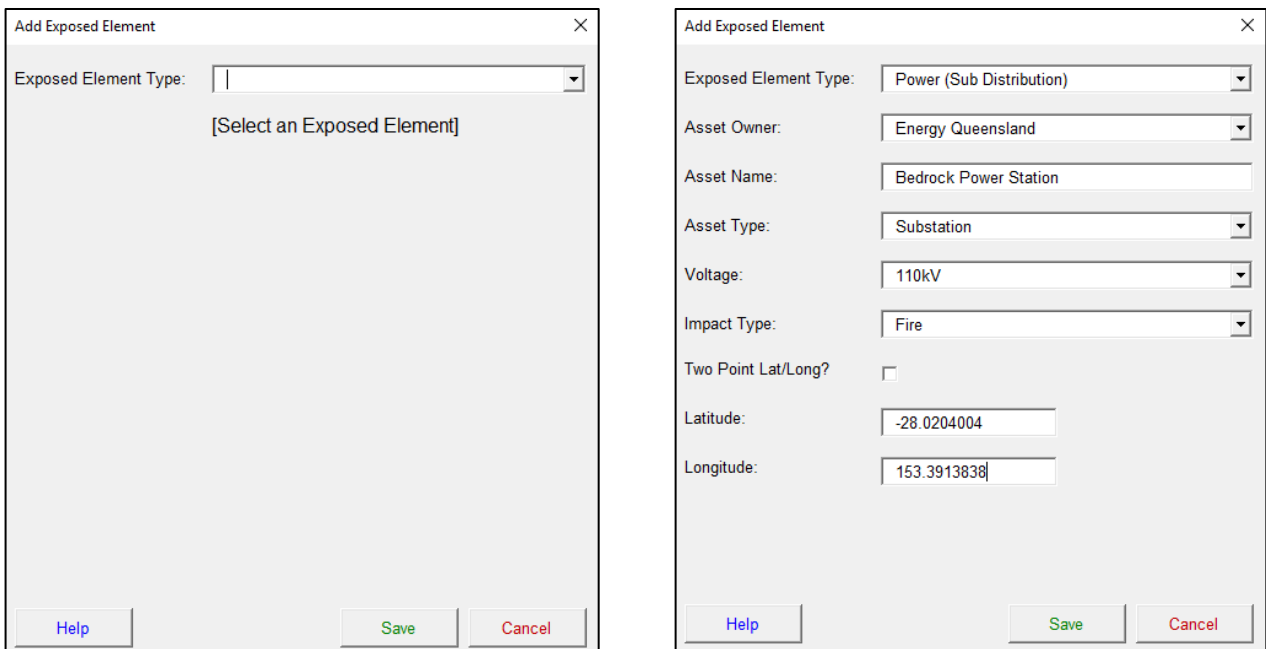 Add Exposed Element
Exposed Element Type:
[Select an Exposed Element]
Help Save Cancel
Add Exposed Element
Exposed Element Type: Power (Sub Distribution)
Asset Owner: Energy Queensland
Asset Name: Bedrock Power Station
Asset Type: Substation
Voltage: 110kV
Impact Type: Fire
Two Point Lat/Long?
Latitude: -28.0204004
Longitude: 153.3913838
Help Save Cancel